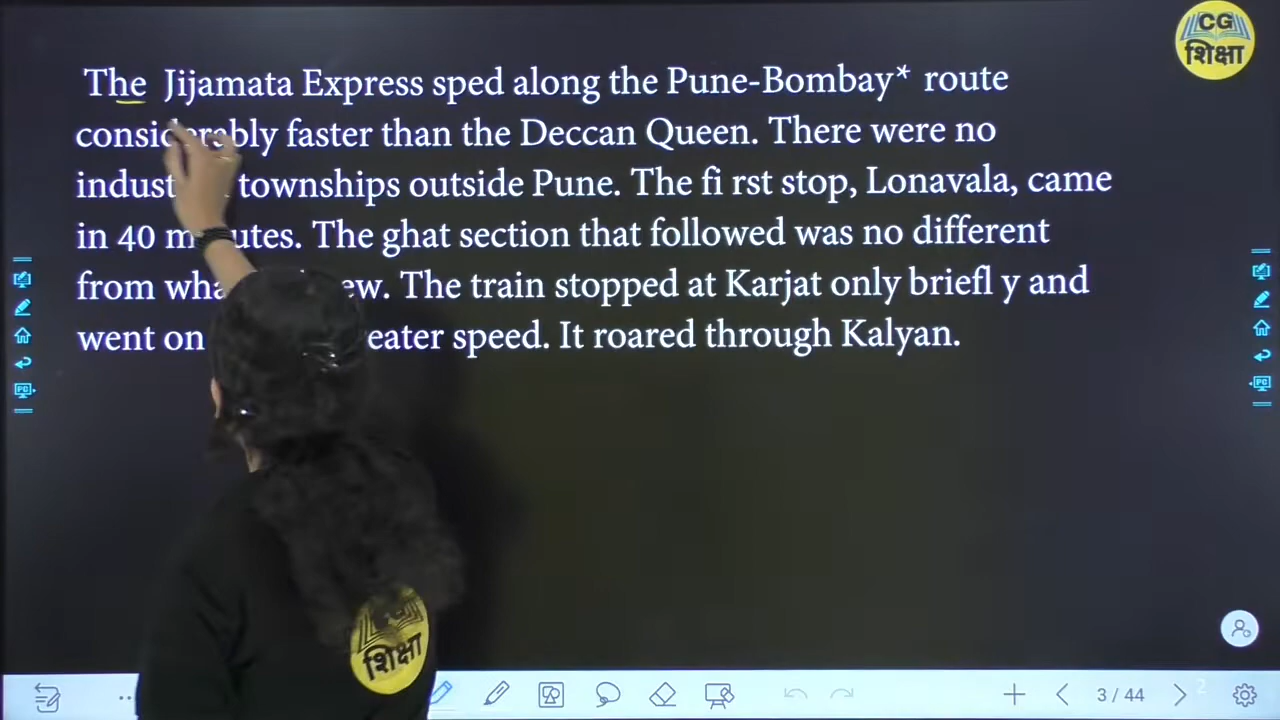 CG
शिक्षा
The Jijamata Express sped along the Pune-Bombay* route
considerably faster than the Deccan Queen. There were no
indust townships outside Pune. The fi rst stop, Lonavala, came
in 40 m utes. The ghat section that followed was no different
from wha ew. The train stopped at Karjat only briefl y and
went on eater speed. It roared through Kalyan.
शिक्षा
3 / 44
2